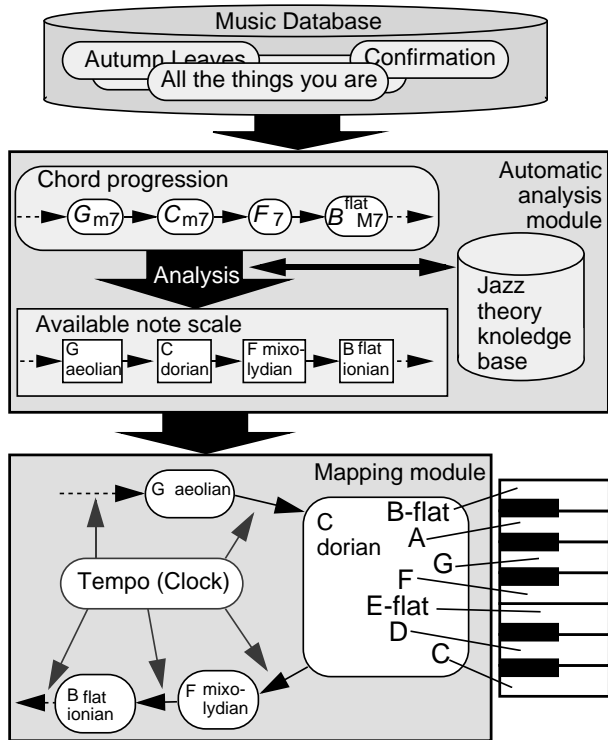 Music Database
Autumn Leaves
Confirmation
All the things you are
Automatic
analysis
module
Chord progression
Gm7
Cm7
F7
B flat M7
Analysis
Jazz
theory
knoledge
base
Available note scale
G
aeolian
C
dorian
F mixo-
lydian
B flat
ionian
Mapping module
G aeolian
C
dorian
B-flat
A
G
F
E-flat
D
C
Tempo (Clock)
B flat
ionian
F mixo-
lydian